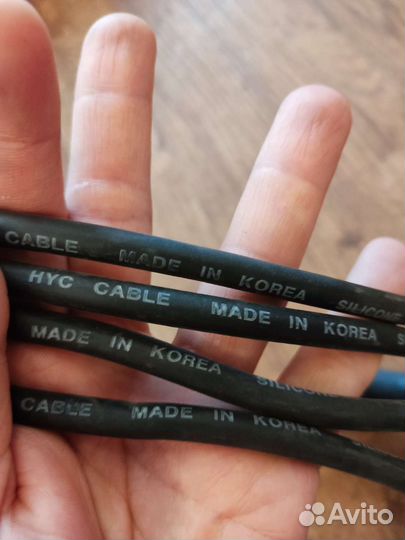 CABLE MADE IN KOREA SILICONE
HYC CABLE MADE IN KOREA S
MADE IN KOREA SILICONE
CABLE MADE IN KOREA
Avito